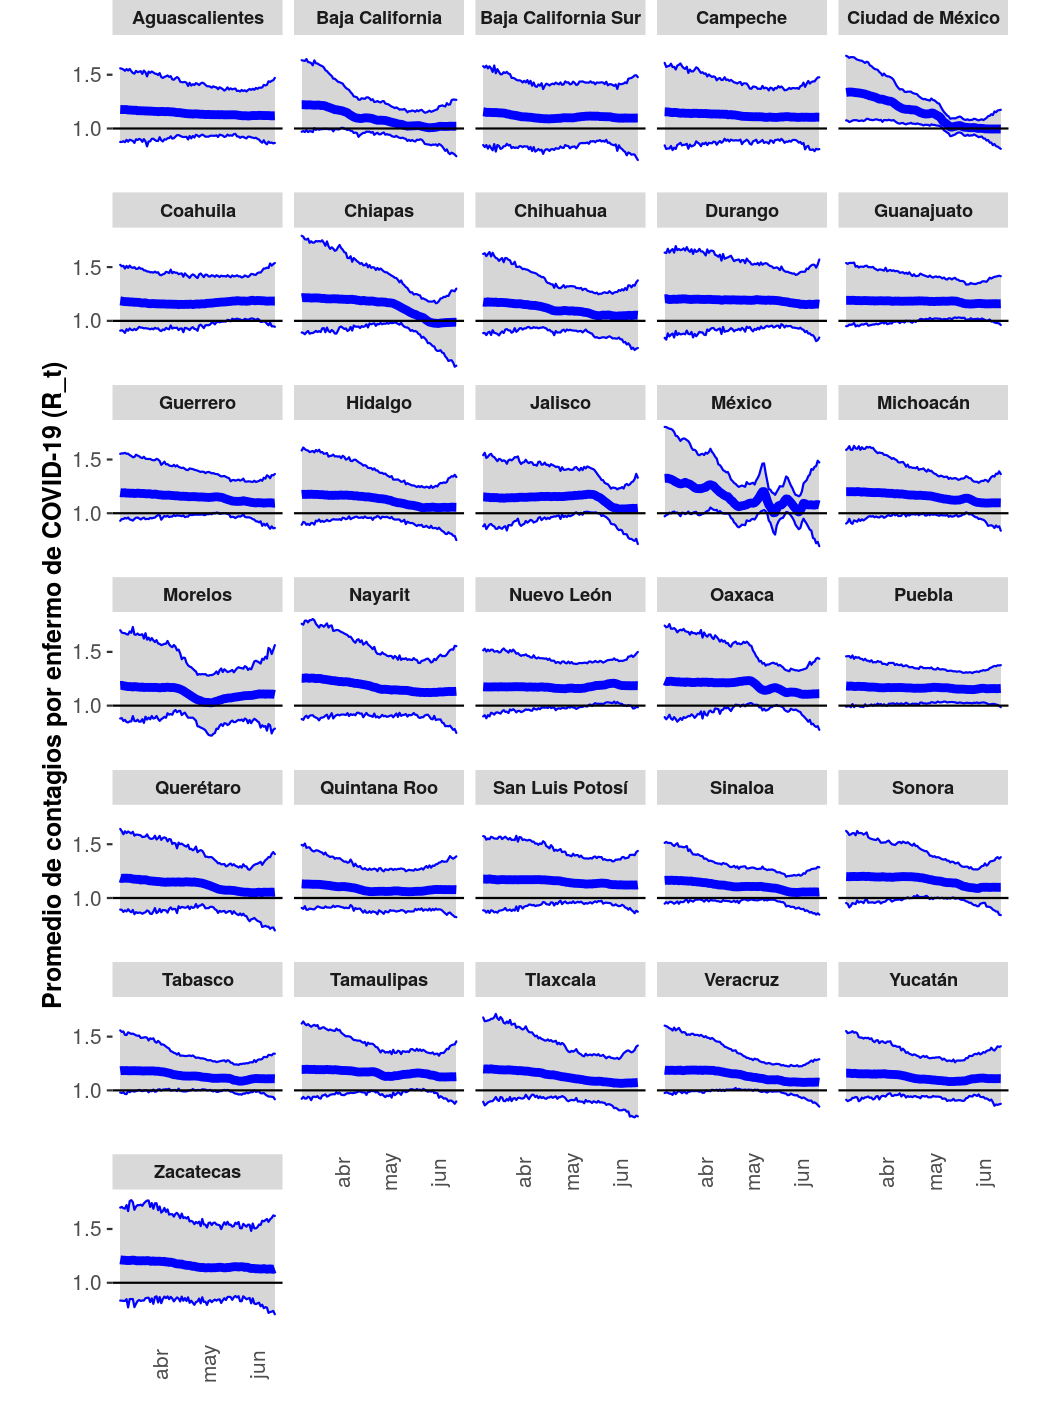 Aguascalientes Baja California Baja California Sur Campeche Ciudad de México
1.5
1.0
Coahuila Chiapas Chihuahua Durango Guanajuato
1.5
1.0
Guerrero Hidalgo Jalisco México Michoacán
1.5
1.0
Morelos Nayarit Nuevo León Oaxaca Puebla
1.5
1.0
Querétaro Quintana Roo San Luis Potosí Sinaloa Sonora
1.5
1.0
Tabasco Tamaulipas Tlaxcala Veracruz Yucatán
1.5
1.0
abr may jun abr may jun abr may jun abr may jun
Zacatecas
1.5
1.0
abr may jun
Promedio de contagios por enfermo de COVID-19 (R_t)